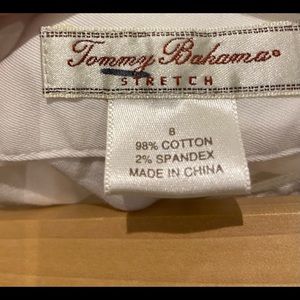 Tommy Bahama®
STRETCH
8
98% COTTON
2% SPANDEX
MADE IN CHINA